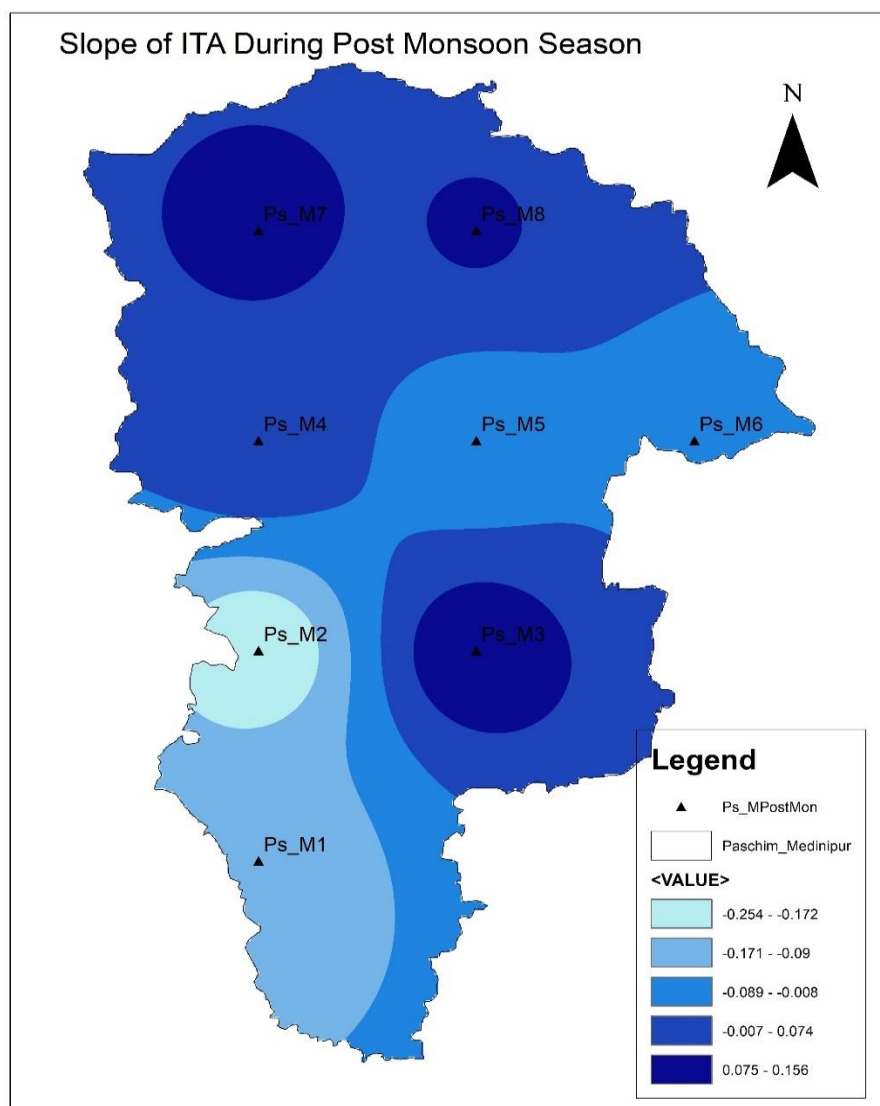 Slope of ITA During Post Monsoon Season
N
Ps_M7
Ps_M8
Ps_M4
Ps_M5
Ps_M6
Ps_M2
Ps_M3
Ps_M1
Legend
Ps_MPostMon
Paschim_Medinipur
<VALUE>
-0.254 - -0.172
-0.171 - -0.09
-0.089 - -0.008
-0.007 - 0.074
0.075 - 0.156